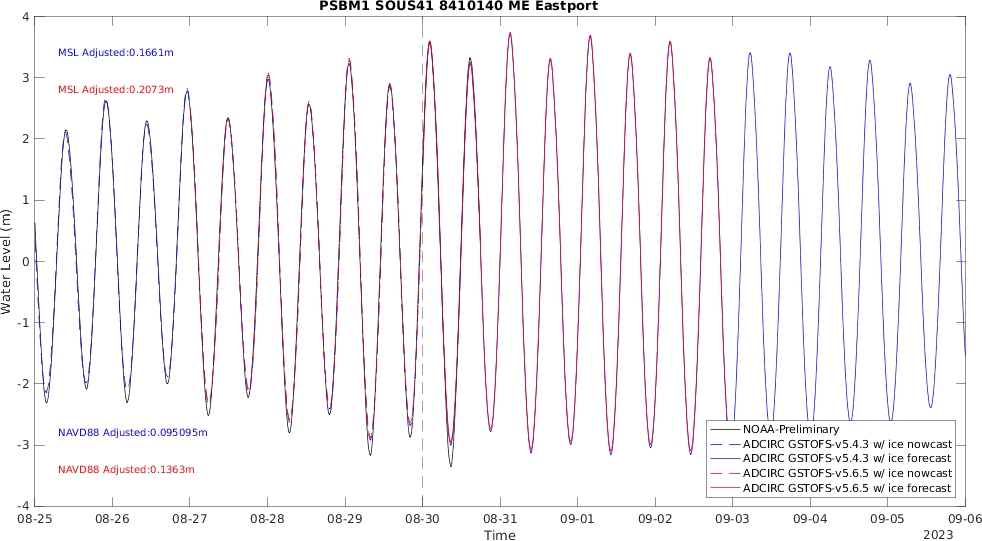 PSBM1 SOUS41 8410140 ME Eastport
4
3
2
1
0
-1
-2
-3
-4
Water Level (m)
MSL Adjusted:0.1661m
MSL Adjusted:0.2073m
NAVD88 Adjusted:0.095095m
NAVD88 Adjusted:0.1363m
NOAA-Preliminary
ADCIRC GSTOFS-v5.4.3 w/ ice nowcast
ADCIRC GSTOFS-v5.4.3 w/ ice forecast
ADCIRC GSTOFS-v5.6.5 w/ ice nowcast
ADCIRC GSTOFS-v5.6.5 w/ ice forecast
08-25 08-26 08-27 08-28 08-29 08-30 08-31 09-01 09-02 09-03 09-04 09-05 09-06
Time
2023